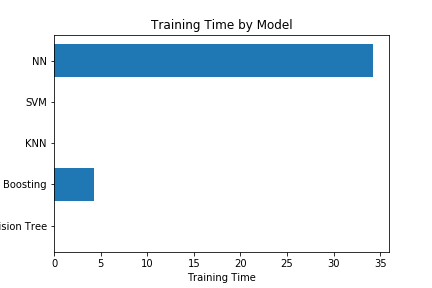 Training Time by Model
NN
SVM
KNN
Boosting
ision Tree
0 5 10 15 20 25 30 35
Training Time